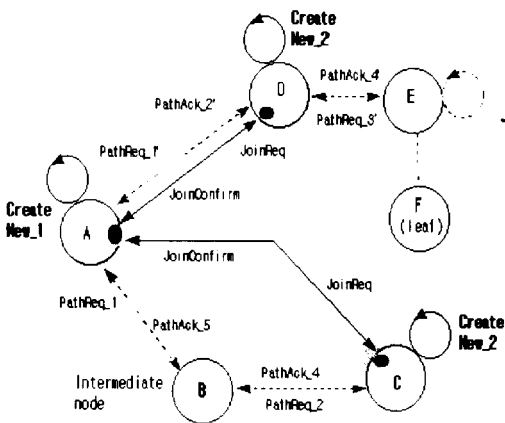 Create
New_2
D
PathAck_4'
E
PathReq_3'
PathAck_2'
PathReq_1'
JoinReq
Create
New_1
A
JoinConfirm
F
(leaf)
JoinConfirm
PathReq_1
JoinReq
Create
New_2
PathAck_5
Intermediate
node
B
PathAck_4
PathReq_2
C